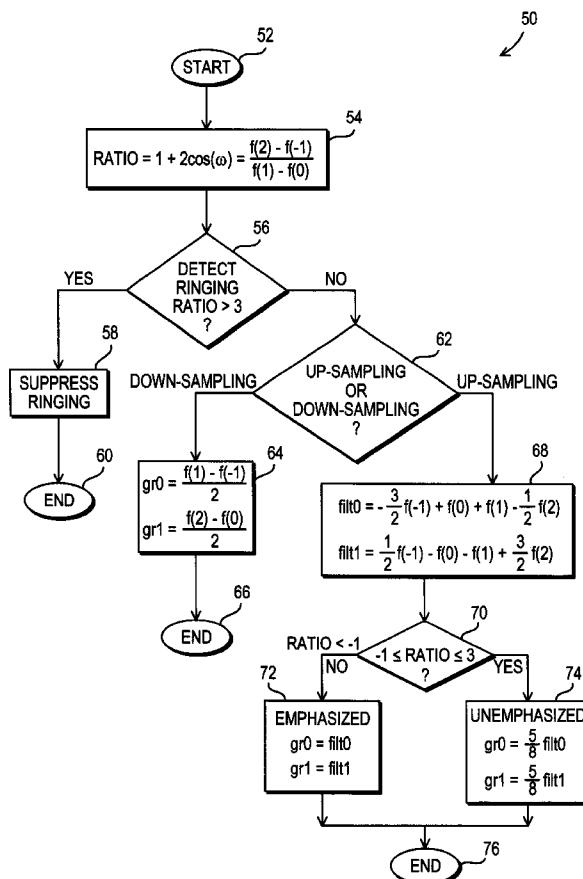 50
52
START
54
RATIO = 1 + 2cos(ω) = f(2) - f(-1) / f(1) - f(0)
56
DETECT
RINGING
RATIO > 3
?
YES
NO
58
SUPPRESS
RINGING
60
END
62
UP-SAMPLING
OR
DOWN-SAMPLING
?
DOWN-SAMPLING
UP-SAMPLING
64
gr0 = f(1) - f(-1) / 2
gr1 = f(2) - f(0) / 2
66
END
68
filt0= - 3/2 f(-1) + f(0) + f(1) - 1/2 f(2)
filt1= 1/2 f(-1) - f(0) - f(1) + 3/2 f(2)
70
-1 ≤ RATIO ≤ 3
?
RATIO < -1
NO
YES
72
EMPHASIZED
gr0 = filt0
gr1 = filt1
74
UNEMPHASIZED
gr0 = 5/8 filt0
gr1 = 5/8 filt1
76
END